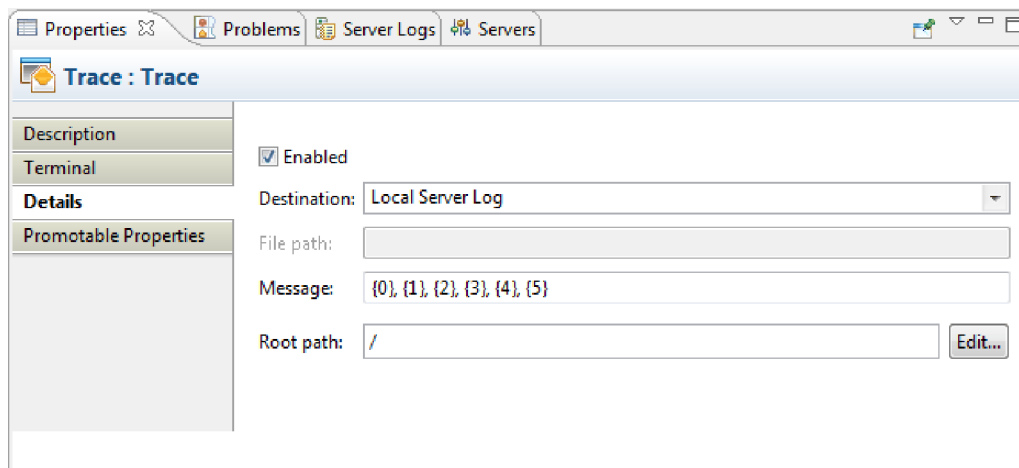 Properties Problems Server Logs Servers
Trace : Trace
Description
Terminal
Details
Promotable Properties
Enabled
Destination: Local Server Log
File path:
Message: {0}, {1}, {2}, {3}, {4}, {5}
Root path: / Edit...